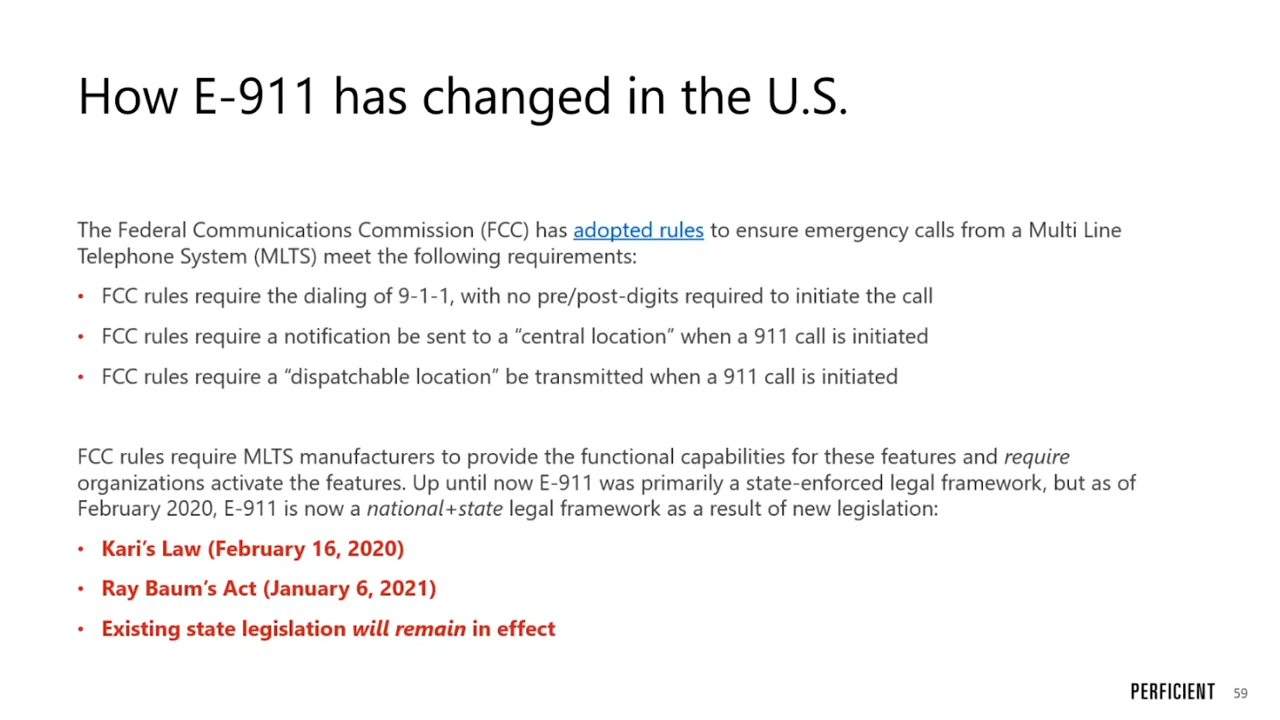 How E-911 has changed in the U.S.
The Federal Communications Commission (FCC) has adopted rules to ensure emergency calls from a Multi Line
Telephone System (MLTS) meet the following requirements:
• FCC rules require the dialing of 9-1-1, with no pre/post-digits required to initiate the call
• FCC rules require a notification be sent to a “central location” when a 911 call is initiated
• FCC rules require a “dispatchable location” be transmitted when a 911 call is initiated
FCC rules require MLTS manufacturers to provide the functional capabilities for these features and require
organizations activate the features. Up until now E-911 was primarily a state-enforced legal framework, but as of
February 2020, E-911 is now a national+state legal framework as a result of new legislation:
• Kari’s Law (February 16, 2020)
• Ray Baum’s Act (January 6, 2021)
• Existing state legislation will remain in effect
PERFICIENT 59